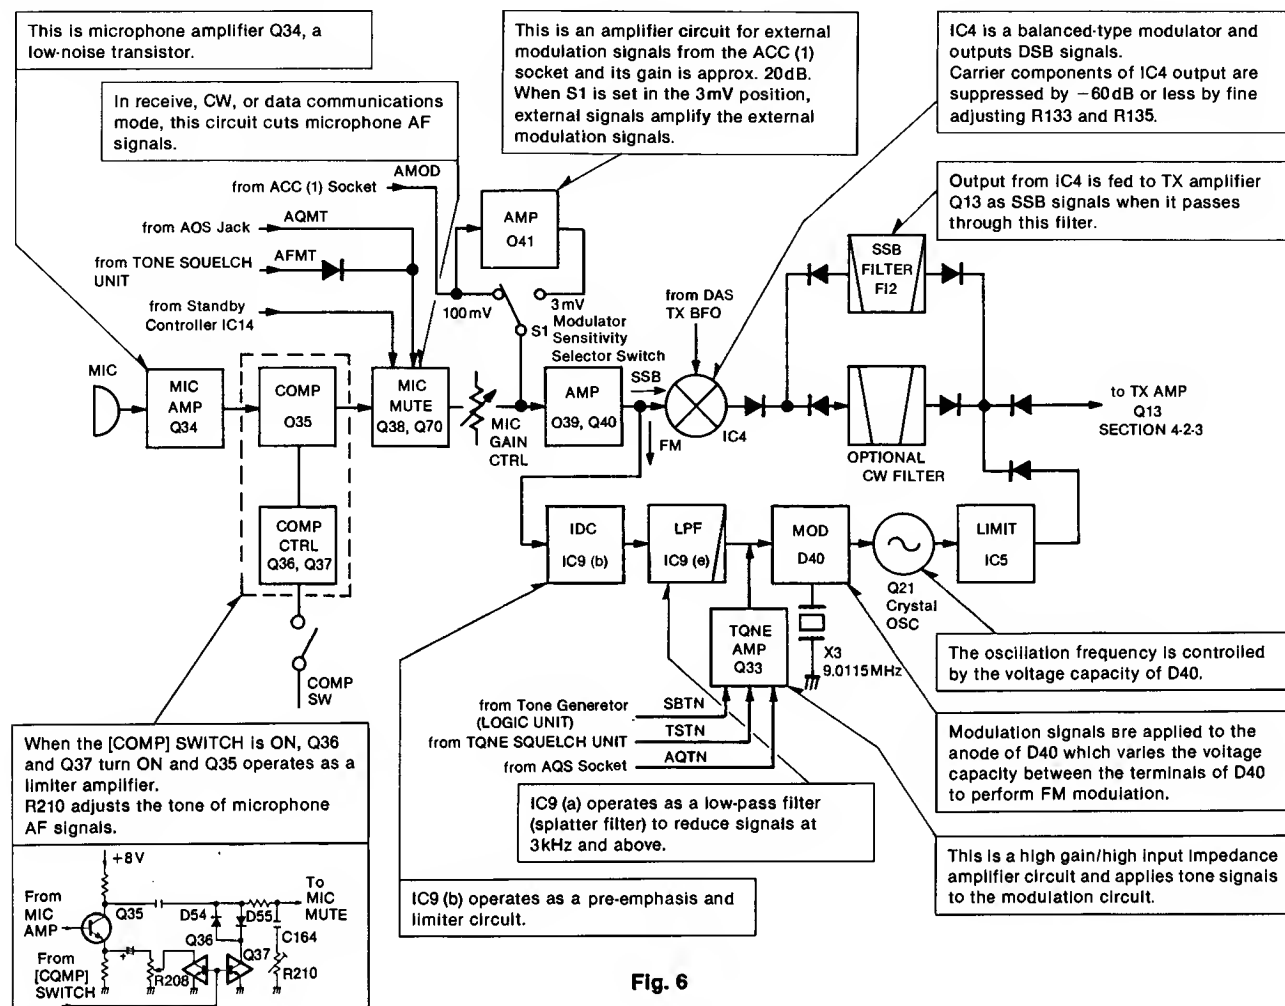 This is microphone amplifier Q34, a
low-noise transistor.
In receive, CW, or data communications
mode, this circuit cuts microphone AF
signals.
This is an amplifier circuit for external
modulation signals from the ACC (1)
socket and its gain is approx. 20dB.
When S1 is set in the 3mV position,
external signals amplify the external
modulation signals.
IC4 is a balanced-type modulator and
outputs DSB signals.
Carrier components of IC4 output are
suppressed by −60dB or less by fine
adjusting R133 and R135.
Output from IC4 is fed to TX amplifier
Q13 as SSB signals when it passes
through this filter.
AMOD
from ACC (1) Socket
AQMT
from AOS Jack
AFMT
from TONE SQUELCH
UNIT
from Standby
Controller IC14
AMP
O41
100mV
3mV
S1
Modulator
Sensitivity
Selector Switch
from DAS
TX BFO
SSB
FILTER
FI2
MIC
MIC
AMP
Q34
COMP
O35
MIC
MUTE
Q38, Q70
MIC
GAIN
CTRL
AMP
O39, Q40
SSB
FM
IC4
OPTIONAL
CW FILTER
to TX AMP
Q13
SECTION 4-2-3
COMP
CTRL
Q36, Q37
COMP
SW
IDC
IC9 (b)
LPF
IC9 (e)
MOD
D40
Q21
Crystal
OSC
LIMIT
IC5
TQNE
AMP
Q33
X3
9.0115MHz
from Tone Generetor
(LOGIC UNIT)
SBTN
from TQNE SQUELCH UNIT
TSTN
from AQS Socket
AQTN
The oscillation frequency is controlled
by the voltage capacity of D40.
Modulation signals are applied to the
anode of D40 which varies the voltage
capacity between the terminals of D40
to perform FM modulation.
This is a high gain/high input Impedance
amplifier circuit and applies tone signals
to the modulation circuit.
IC9 (a) operates as a low-pass filter
(splatter filter) to reduce signals at
3kHz and above.
IC9 (b) operates as a pre-emphasis and
limiter circuit.
When the [COMP] SWITCH is ON, Q36
and Q37 turn ON and Q35 operates as a
limiter amplifier.
R210 adjusts the tone of microphone
AF signals.
+8V
From
MIC
AMP
Q35
D54
D55
To
MIC
MUTE
Q36
Q37
C164
R210
R208
+
From
[CQMP]
SWITCH
Fig. 6